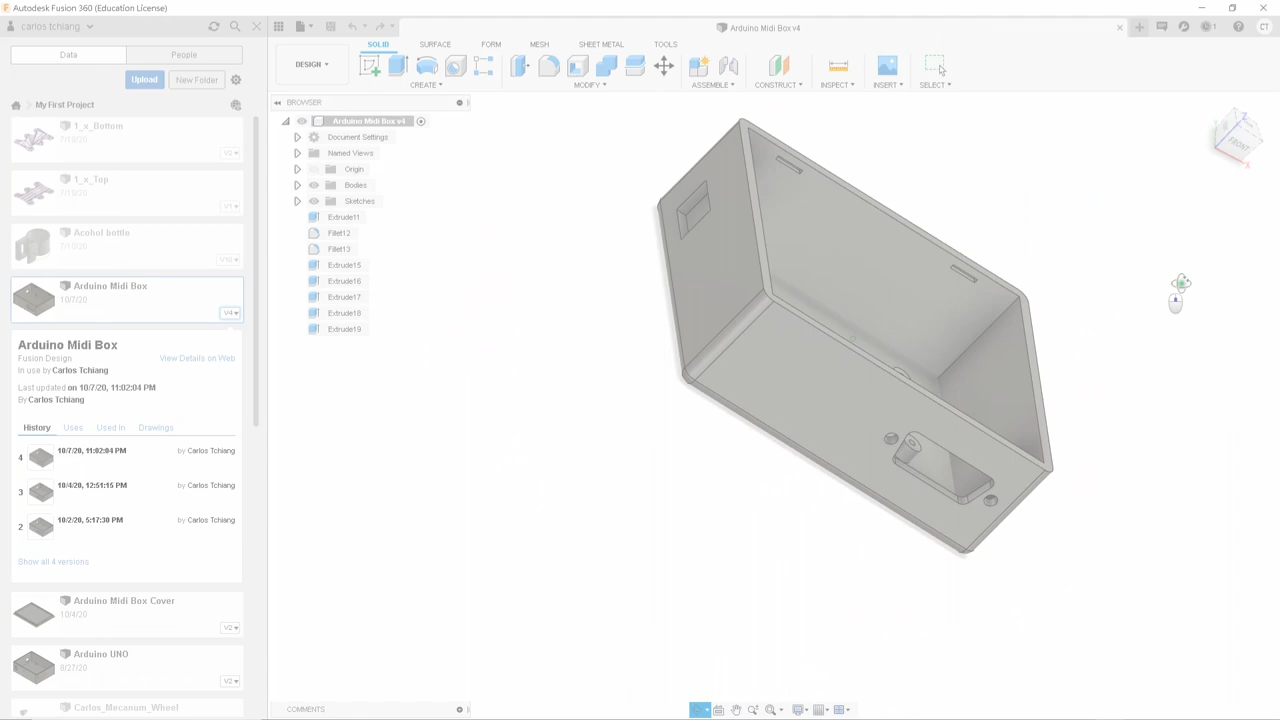 Autodesk Fusion 360 (Education License)
carlos tchiang
Arduino Midi Box v4
1
CT
Data
People
Upload
New Folder
My First Project
1_x_Bottom
7/10/20
V2
1_x_Top
7/10/20
V1
Acohol bottle
7/10/20
V10
Arduino Midi Box
10/7/20
V4
Arduino Midi Box
Fusion Design
View Details on Web
In use by Carlos Tchiang
Last updated on 10/7/20, 11:02:04 PM
By Carlos Tchiang
History
Uses
Used In
Drawings
4 10/7/20, 11:02:04 PM by Carlos Tchiang
3 10/4/20, 12:51:15 PM by Carlos Tchiang
2 10/2/20, 5:17:30 PM by Carlos Tchiang
Show all 4 versions
Arduino Midi Box Cover
10/4/20
V2
Arduino UNO
8/27/20
V2
Carlos_Mecanum_Wheel
DESIGN
SOLID
SURFACE
FORM
MESH
SHEET METAL
TOOLS
CREATE
MODIFY
ASSEMBLE
CONSTRUCT
INSPECT
INSERT
SELECT
BROWSER
Arduino Midi Box v4
Document Settings
Named Views
Origin
Bodies
Sketches
Extrude11
Fillet12
Fillet13
Extrude15
Extrude16
Extrude17
Extrude18
Extrude19
Z
FRONT
X
COMMENTS